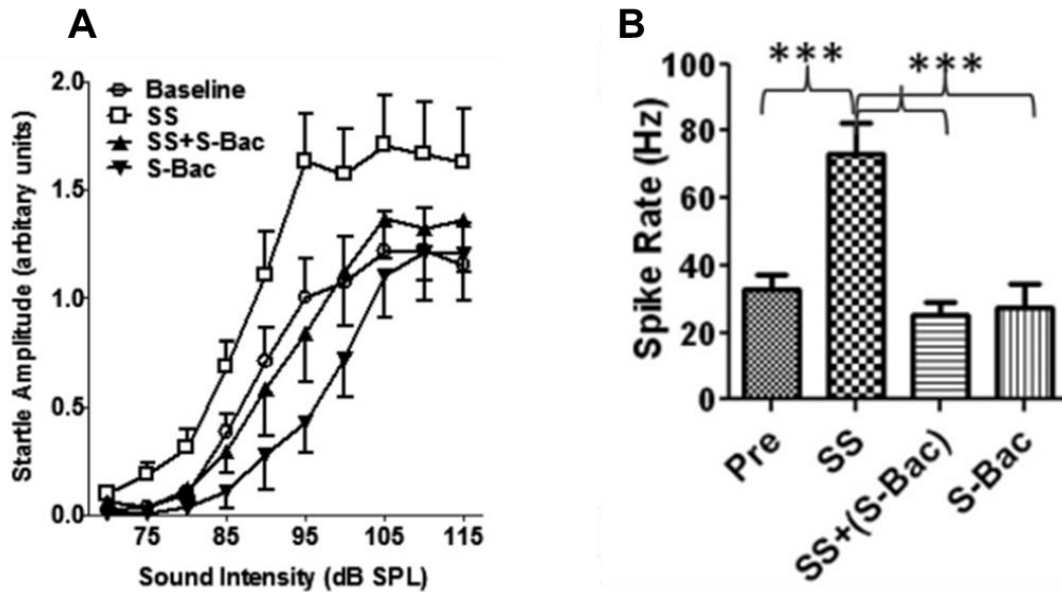 A
2.0
1.5
1.0
0.5
0.0
Startle Amplitude (arbitary units)
Baseline
SS
SS+S-Bac
S-Bac
75 85 95 105 115
Sound Intensity (dB SPL)
B
100
80
60
40
20
0
Spike Rate (Hz)
*** ***
Pre
SS
SS+(S-Bac)
S-Bac